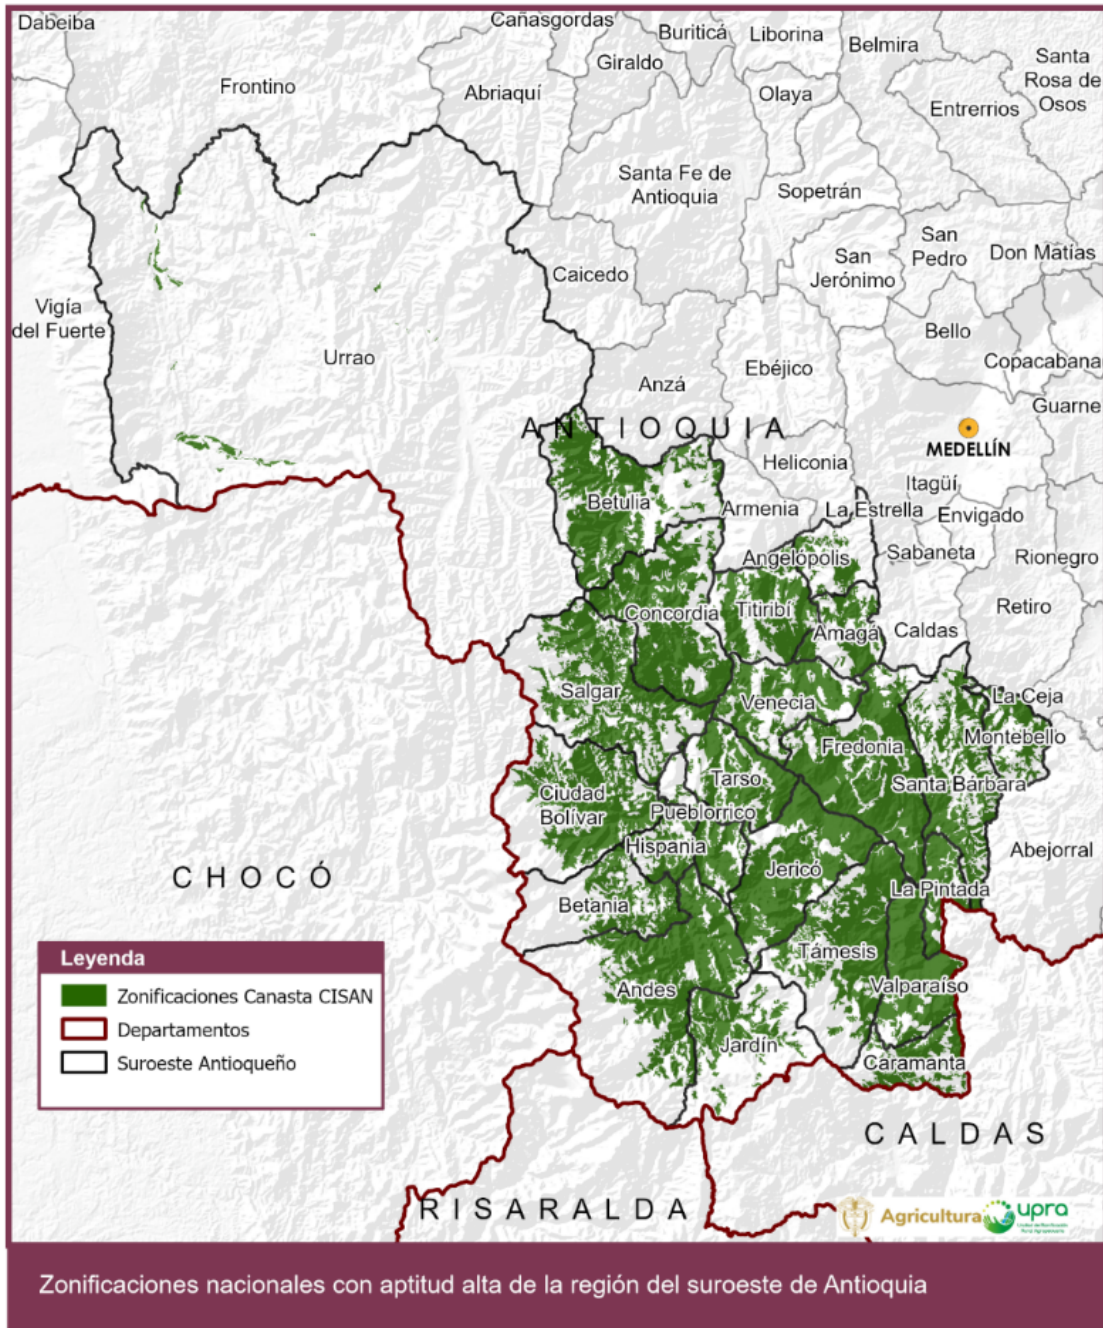 Dabeiba
Cañasgordas
Buriticá
Liborina
Belmira
Giraldo
Santa
Rosa de
Osos
Frontino
Abriaquí
Olaya
Entrerrios
Santa Fe de
Antioquia
Sopetrán
San
Pedro
Don Matías
San
Jerónimo
Caicedo
Vigía
del Fuerte
Urrao
Bello
Copacabana
Anzá
Ebéjico
Guarne
ANTIOQUIA
MEDELLÍN
Heliconia
Itagüí
Betulia
Armenia
La Estrella
Envigado
Angelópolis
Sabaneta
Rionegro
Concordia
Titiribí
Amagá
Caldas
Retiro
Salgar
Venecia
La Ceja
Fredonia
Montebello
Tarso
Santa Bárbara
Ciudad
Bolívar
Pueblorrico
Hispania
Abejorral
CHOCÓ
Jericó
La Pintada
Betania
Támesis
Valparaíso
Andes
Jardín
Caramanta
Leyenda
Zonificaciones Canasta CISAN
Departamentos
Suroeste Antioqueño
CALDAS
RISARALDA
Agricultura
upra
Zonificaciones nacionales con aptitud alta de la región del suroeste de Antioquia